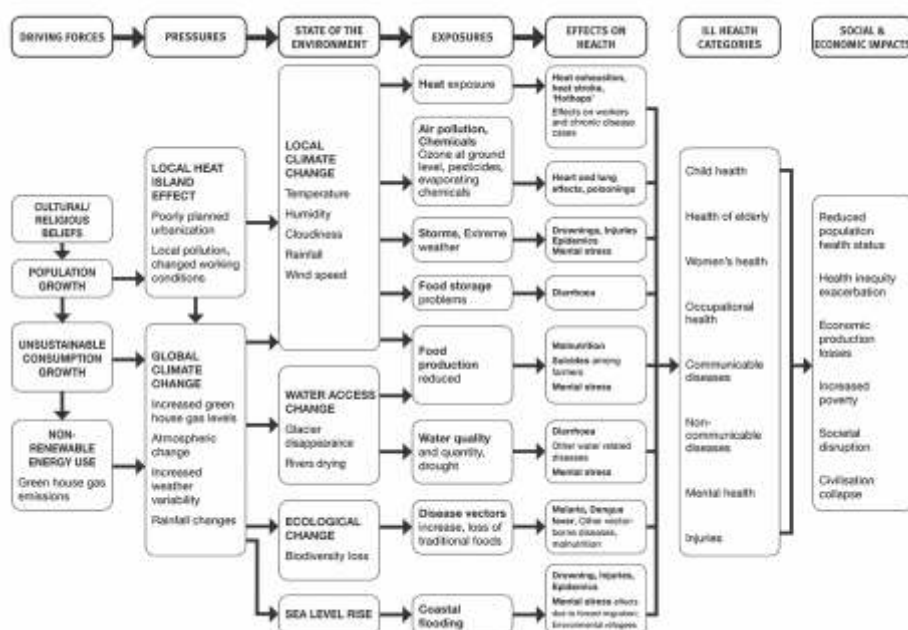 DRIVING FORCES
PRESSURES
STATE OF THE
ENVIRONMENT
EXPOSURES
EFFECTS ON
HEALTH
ILL HEALTH
CATEGORIES
SOCIAL &
ECONOMIC IMPACTS
CULTURAL/
RELIGIOUS
BELIEFS
POPULATION
GROWTH
UNSUSTAINABLE
CONSUMPTION
GROWTH
NON-
RENEWABLE
ENERGY USE
Green house gas
emissions
LOCAL HEAT
ISLAND
EFFECT
Poorly planned
urbanization
Local pollution,
changed working
conditions
GLOBAL
CLIMATE
CHANGE
Increased green
house gas levels
Atmospheric
change
Increased
weather
variability
Rainfall changes
LOCAL
CLIMATE
CHANGE
Temperature
Humidity
Cloudiness
Rainfall
Wind speed
WATER ACCESS
CHANGE
Glacier
disappearance
Rivers drying
ECOLOGICAL
CHANGE
Biodiversity loss
SEA LEVEL RISE
Heat exposure
Air pollution,
Chemicals
Ozone at ground
level, pesticides,
evaporating
chemicals
Storms, Extreme
weather
Food storage
problems
Food
production
reduced
Water quality
and quantity,
drought
Disease vectors
increase, loss of
traditional foods
Coastal
flooding
Heat exhaustion,
heat stroke,
'Hothaps'
Effects on workers
and chronic disease
cases
Heart and lung
effects, poisonings
Drownings, Injuries
Epidemics
Mental stress
Diarrhoea
Malnutrition
Suicides among
farmers
Mental stress
Diarrhoea
Other water related
diseases
Mental stress
Malaria, Dengue
fever, Other vector-
borne diseases,
malnutrition
Drowning, Injuries,
Epidemics
Mental stress effects
due to forced migration;
Environmental refugees
Child health
Health of elderly
Women's health
Occupational
health
Communicable
diseases
Non-
communicable
diseases
Mental health
Injuries
Reduced
population
health status
Health inequity
exacerbation
Economic
production
losses
Increased
poverty
Societal
disruption
Civilisation
collapse